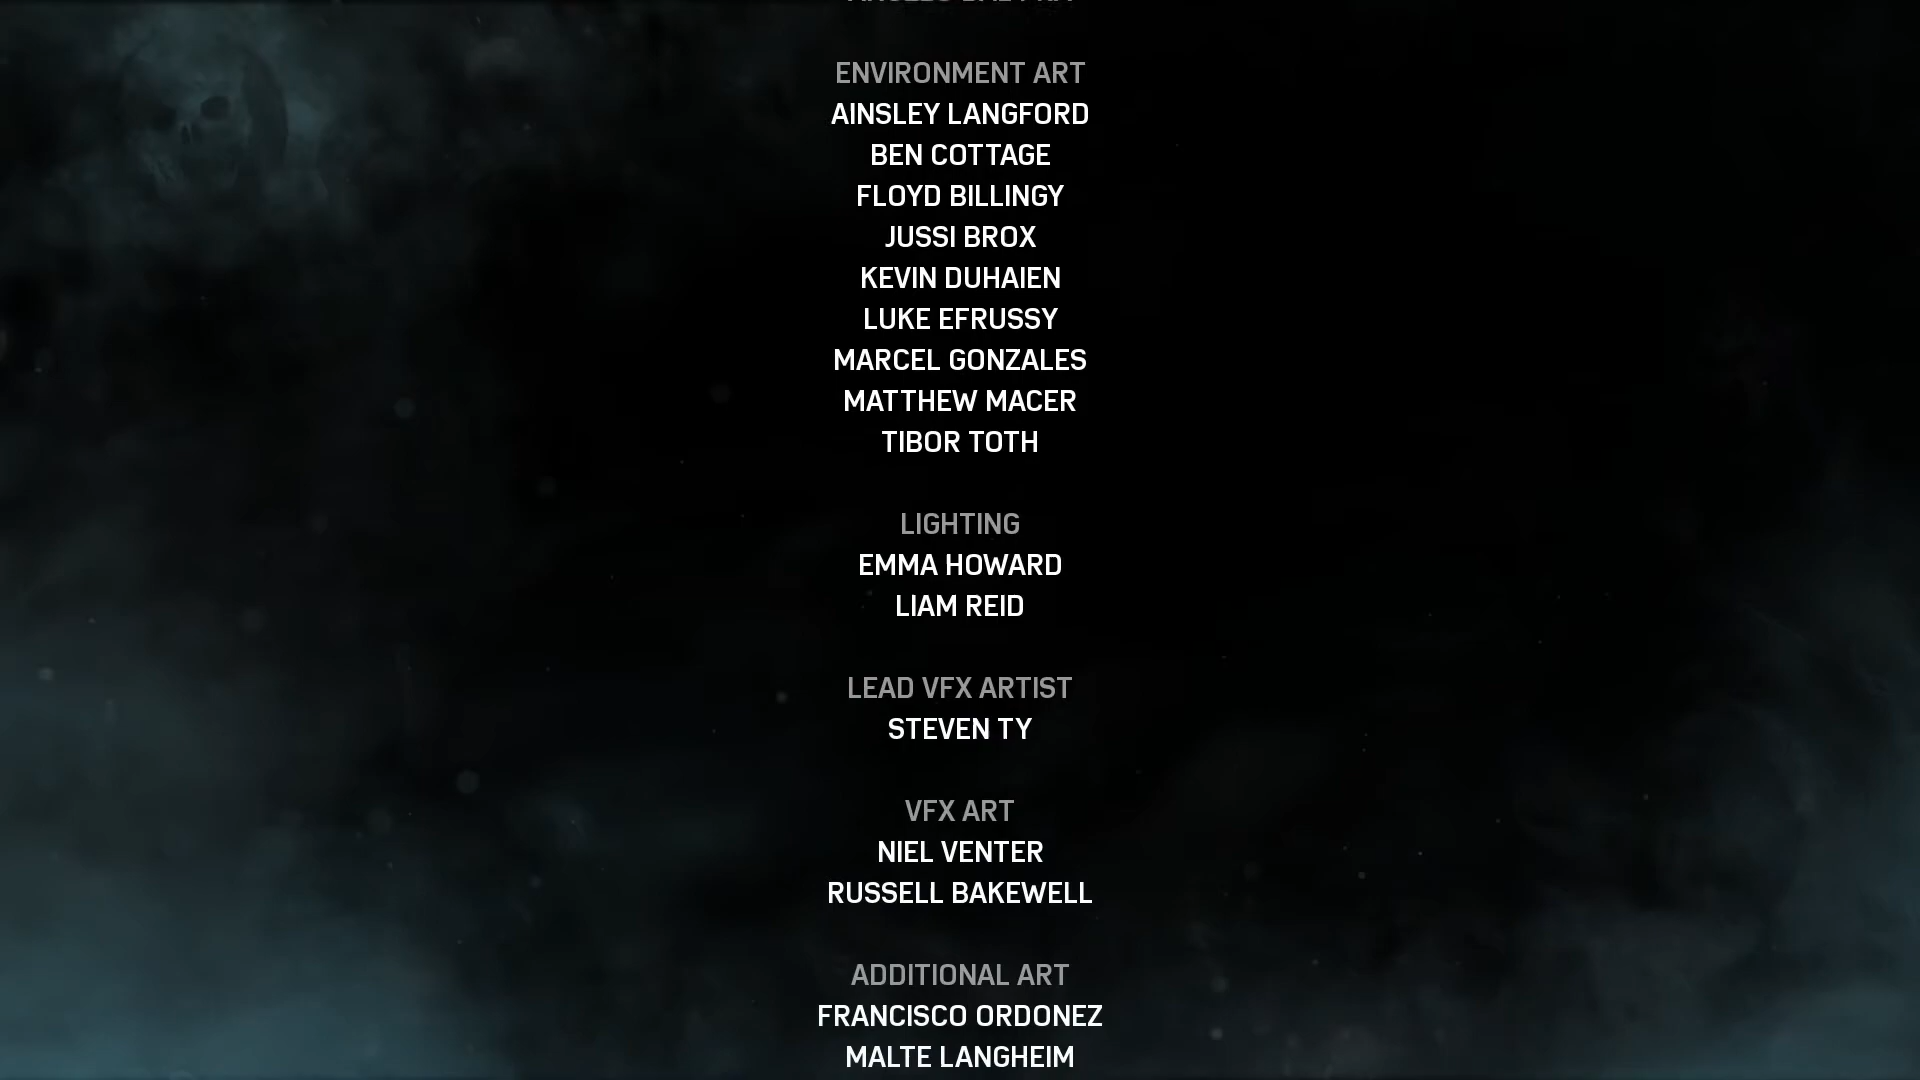 ENVIRONMENT ART
AINSLEY LANGFORD
BEN COTTAGE
FLOYD BILLINGY
JUSSI BROX
KEVIN DUHAIEN
LUKE EFRUSSY
MARCEL GONZALES
MATTHEW MACER
TIBOR TOTH
LIGHTING
EMMA HOWARD
LIAM REID
LEAD VFX ARTIST
STEVEN TY
VFX ART
NIEL VENTER
RUSSELL BAKEWELL
ADDITIONAL ART
FRANCISCO ORDONEZ
MALTE LANGHEIM